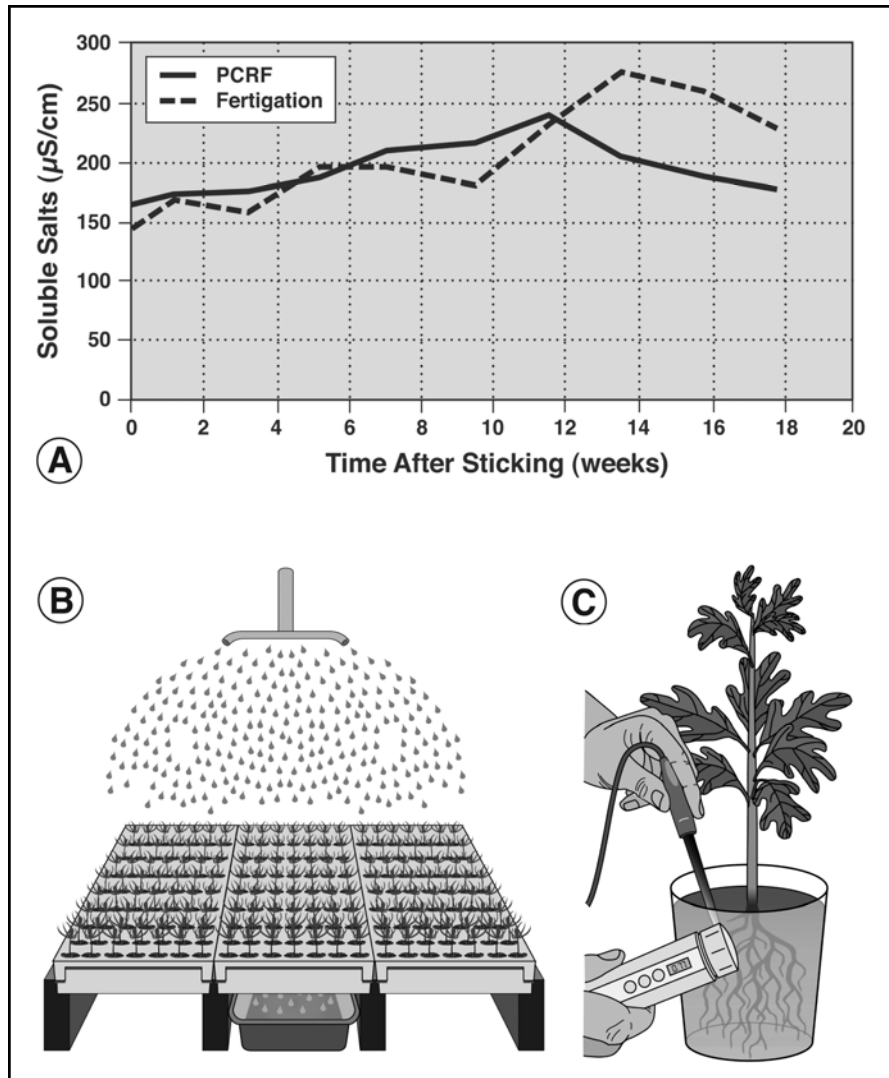 300
250
200
150
100
50
0
Soluble Salts (µS/cm)
PCRF
Fertigation
0 2 4 6 8 10 12 14 16 18 20
Time After Sticking (weeks)
A
B
C